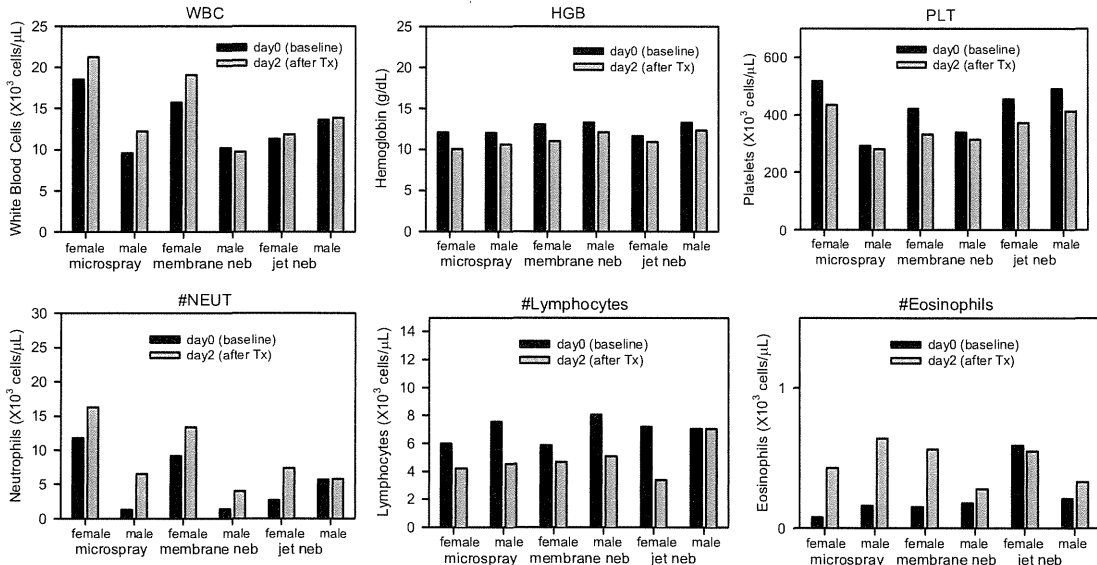 WBC
White Blood Cells (X10³ cells/μL)
25
20
15
10
5
0
day0 (baseline)
day2 (after Tx)
female male female male female male
microspray membrane neb jet neb
HGB
Hemoglobin (g/dL)
25
20
15
10
5
0
day0 (baseline)
day2 (after Tx)
female male female male female male
microspray membrane neb jet neb
PLT
Platelets (X10³ cells/μL)
600
400
200
0
day0 (baseline)
day2 (after Tx)
female male female male female male
microspray membrane neb jet neb
#NEUT
Neutrophils (X10³ cells/μL)
30
25
20
15
10
5
0
day0 (baseline)
day2 (after Tx)
female male female male female male
microspray membrane neb jet neb
#Lymphocytes
Lymphocytes (X10³ cells/μL)
14
12
10
8
6
4
2
0
day0 (baseline)
day2 (after Tx)
female male female male female male
microspray membrane neb jet neb
#Eosinophils
Eosinophils (X10³ cells/μL)
1
0
day0 (baseline)
day2 (after Tx)
female male female male female male
microspray membrane neb jet neb